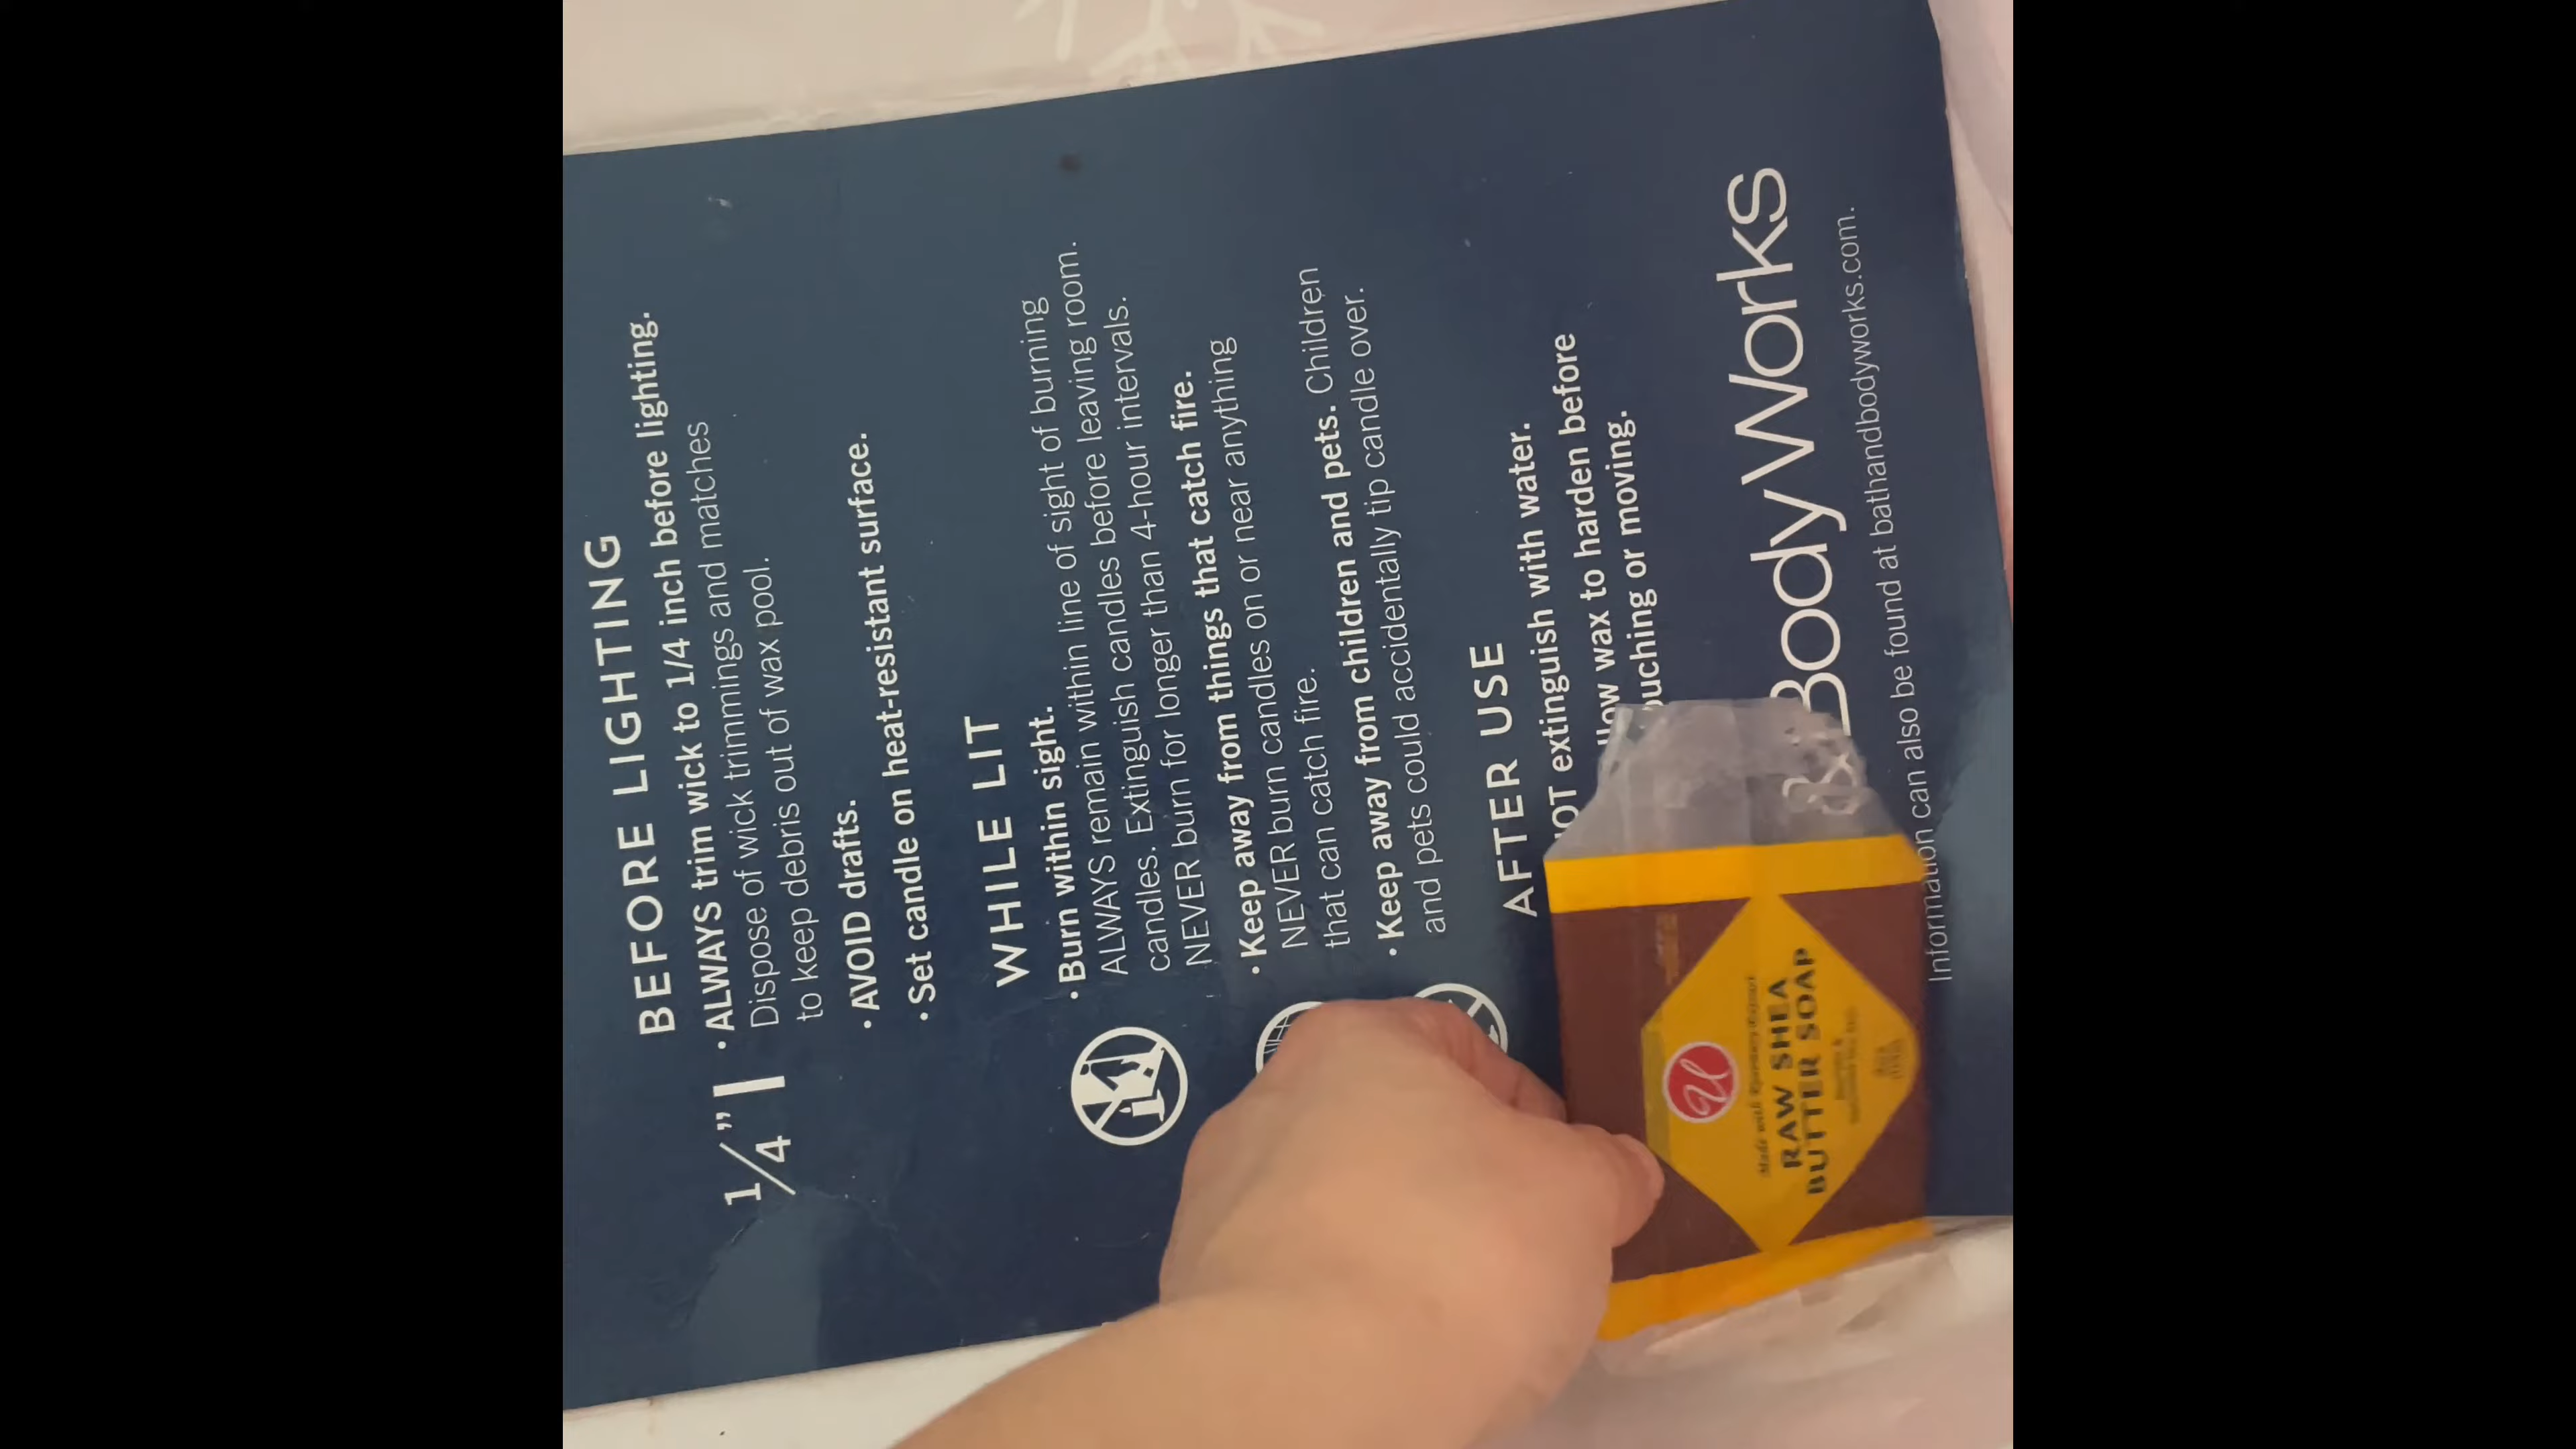 BEFORE LIGHTING
1/4"
• ALWAYS trim wick to 1/4 inch before lighting.
Dispose of wick trimmings and matches
to keep debris out of wax pool.
• AVOID drafts.
• Set candle on heat-resistant surface.
WHILE LIT
• Burn within sight.
ALWAYS remain within line of sight of burning
candles. Extinguish candles before leaving room.
NEVER burn for longer than 4-hour intervals.
• Keep away from things that catch fire.
NEVER burn candles on or near anything
that can catch fire.
• Keep away from children and pets. Children
and pets could accidentally tip candle over.
AFTER USE
extinguish with water.
wax to harden before
or moving.
& BodyWorks
Information can also be found at bathandbodyworks.com.
U
RAW SHEA
BUTTER SOAP